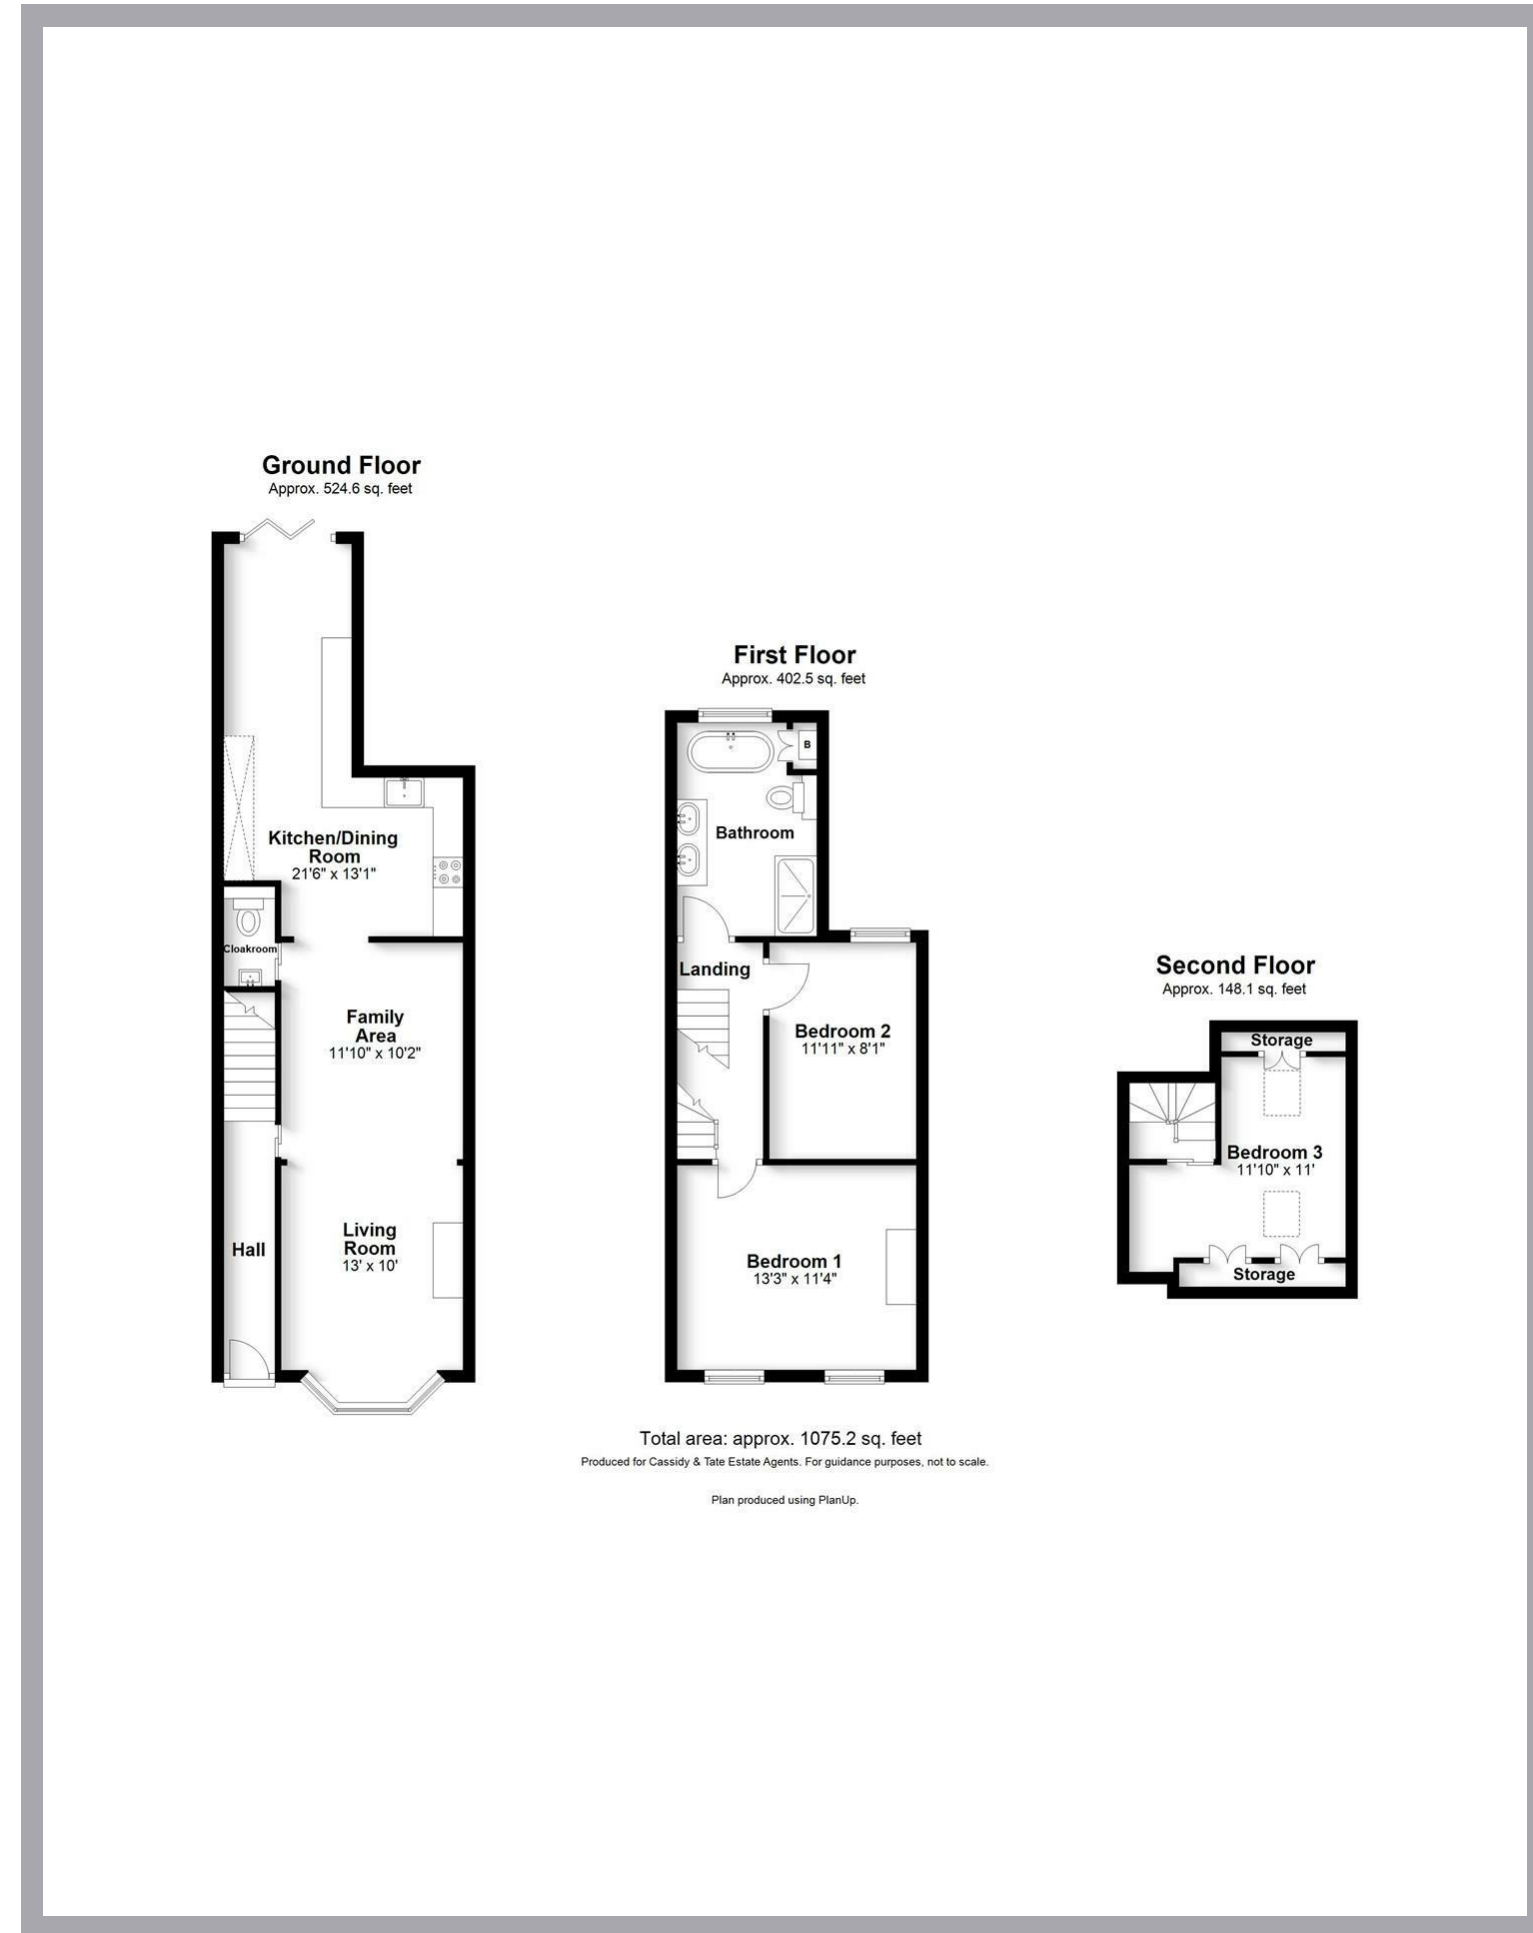 Ground Floor
Approx. 524.6 sq. feet
Kitchen/Dining
Room
21'6" x 13'1"
Cloakroom
Family
Area
11'10" x 10'2"
Living
Room
13' x 10'
Hall
First Floor
Approx. 402.5 sq. feet
B
Bathroom
Landing
Bedroom 2
11'11" x 8'1"
Bedroom 1
13'3" x 11'4"
Second Floor
Approx. 148.1 sq. feet
Storage
Bedroom 3
11'10" x 11'
Storage
Total area: approx. 1075.2 sq. feet
Produced for Cassidy & Tate Estate Agents. For guidance purposes, not to scale.
Plan produced using PlanUp.